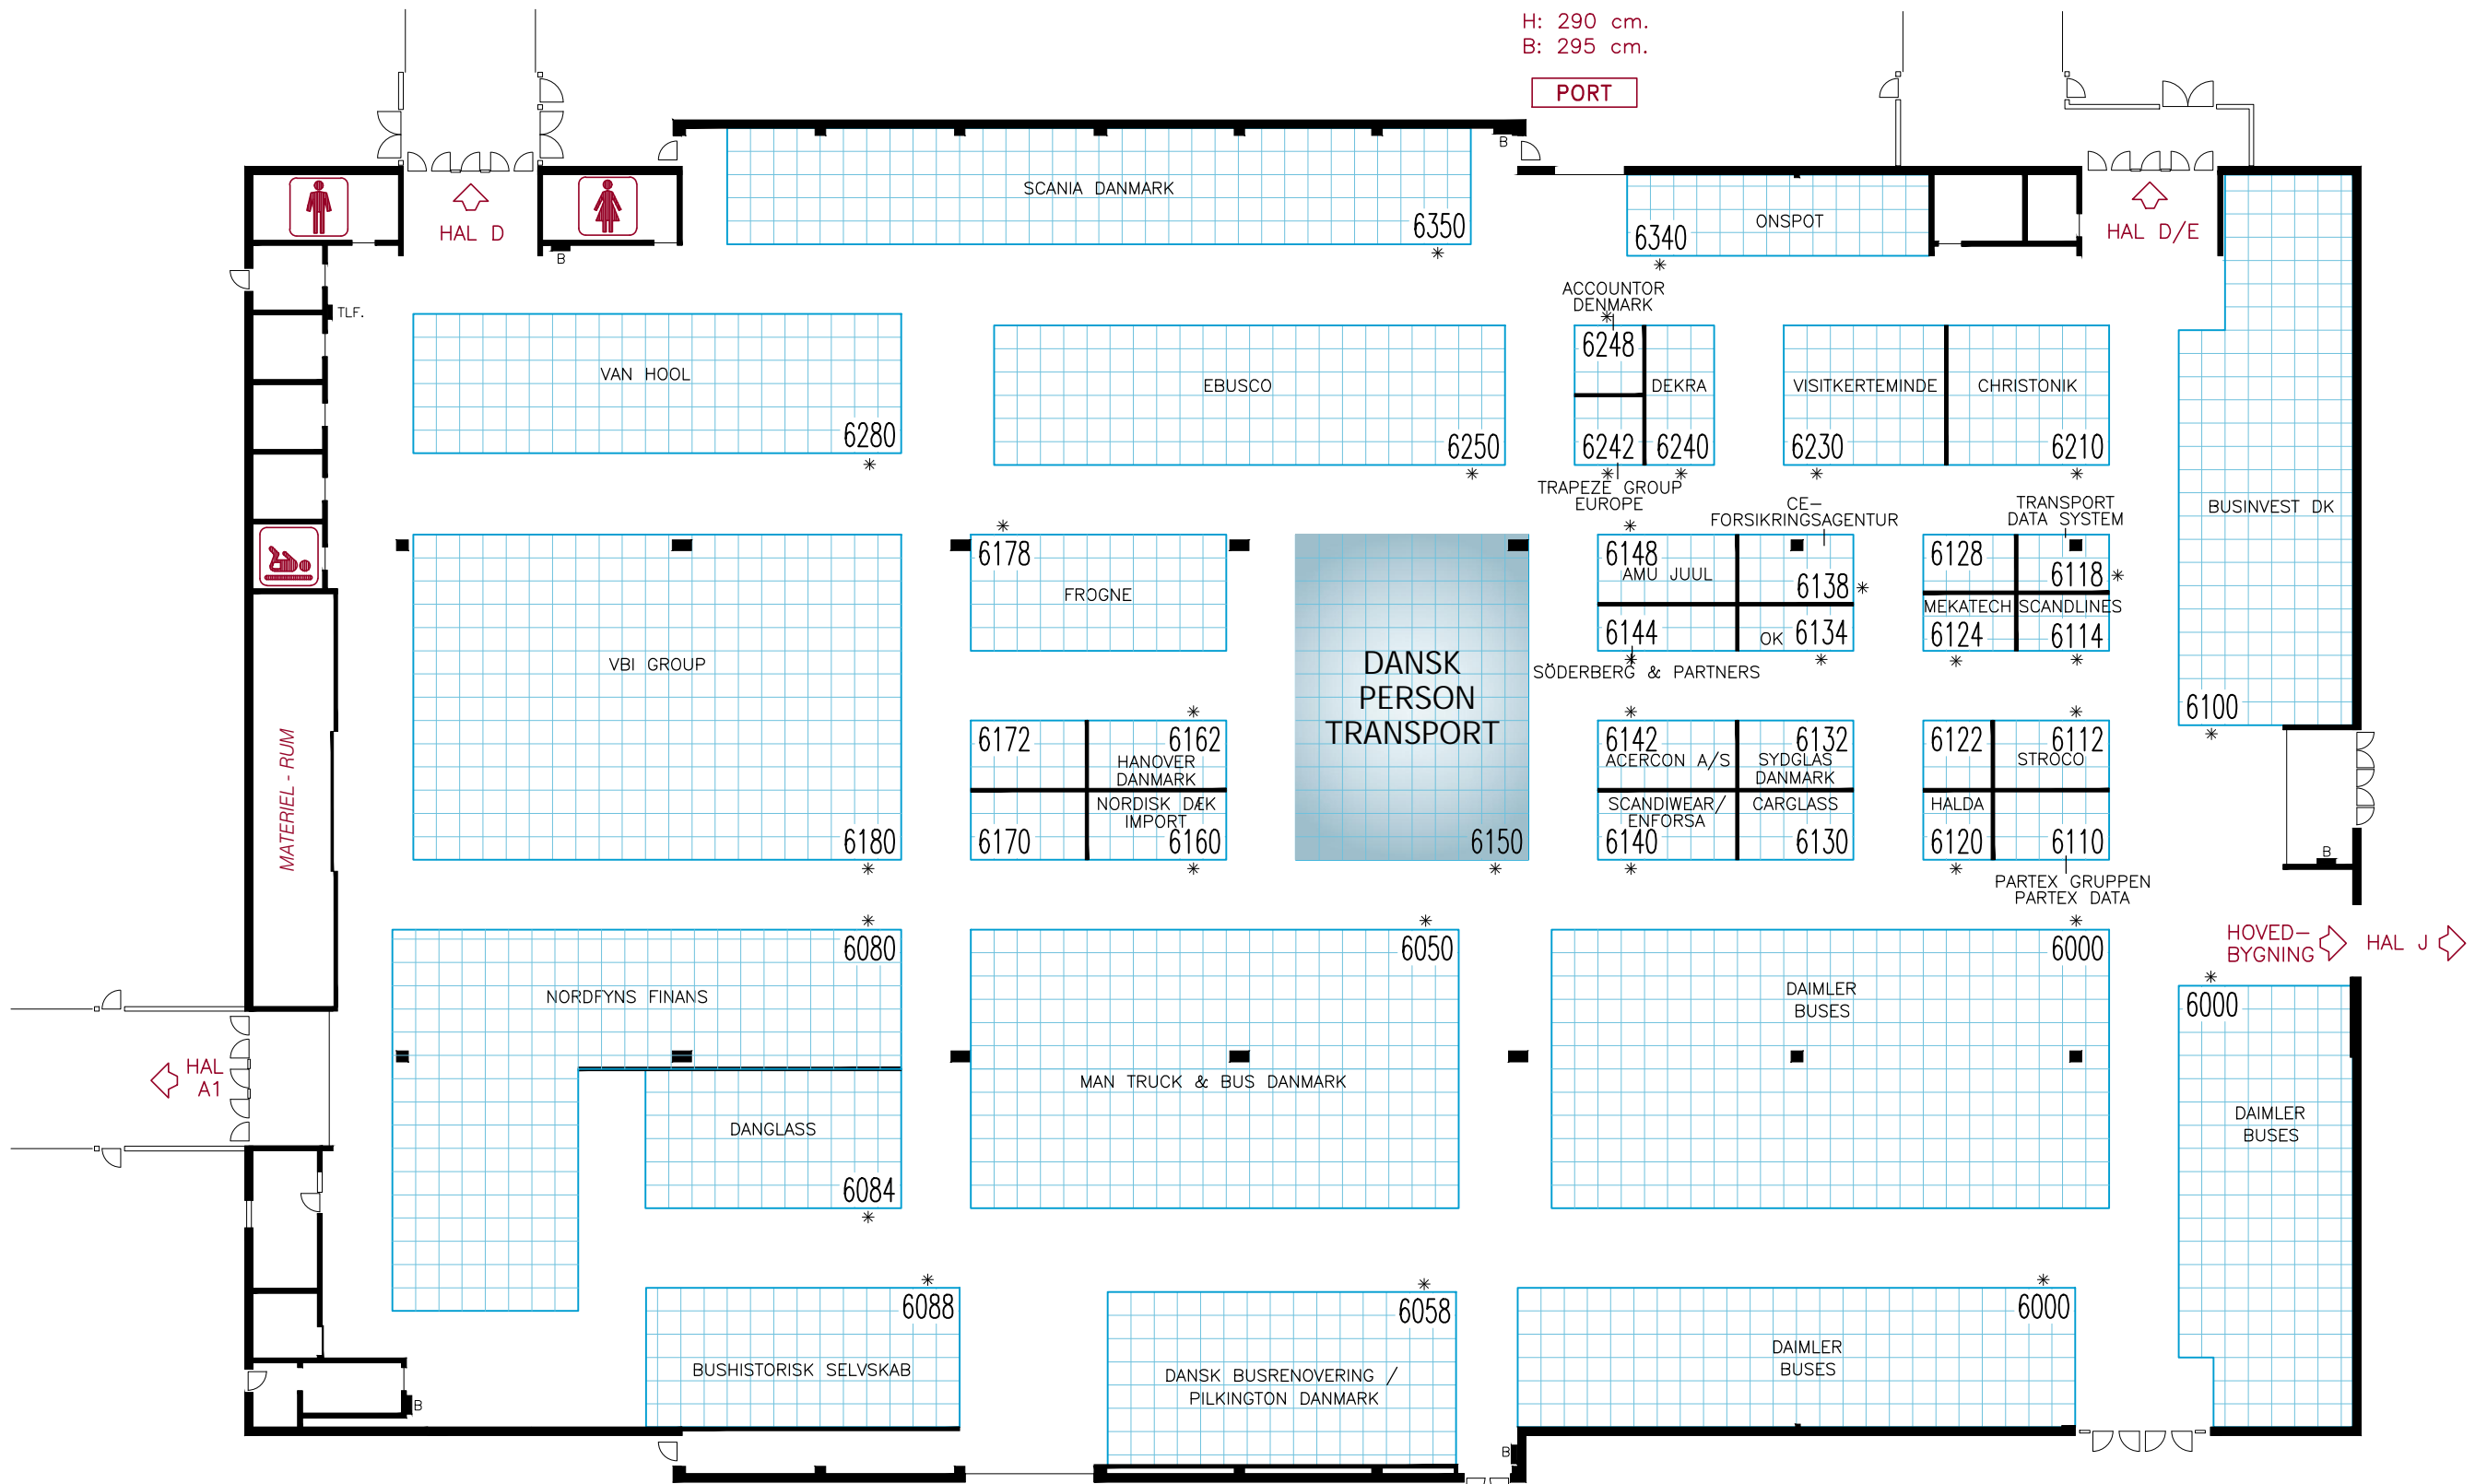 H: 290 cm.
B: 295 cm.
PORT
B
SCANIA DANMARK
6350
*
ONSPOT
6340
*
HAL D
B
HAL D/E
TLF.
VAN HOOL
6280
*
EBUSCO
6250
*
ACCOUNTOR
DENMARK
*
6248
DEKRA
6242
6240
*
*
TRAPEZE GROUP
EUROPE
VISITKERTEMINDE
CHRISTONIK
6230
6210
*
*
BUSINVEST DK
6100
*
VBI GROUP
6180
*
*
6178
FROGNE
DANSK
PERSON
TRANSPORT
6150
*
CE-
FORSIKRINGSAGENTUR
*
6148
AMU JUUL
6138
*
6144
OK
6134
*
*
SÖDERBERG & PARTNERS
TRANSPORT
DATA SYSTEM
6128
6118
*
MEKATECH
SCANDLINES
6124
6114
*
*
MATERIEL - RUM
*
6172
6162
HANOVER
DANMARK
NORDISK DÆK
IMPORT
6170
6160
*
*
6142
6132
ACERCON A/S
SYDGLAS
DANMARK
SCANDIWEAR/
ENFORSA
CARGLASS
6140
6130
*
*
6122
6112
STROCO
HALDA
6120
6110
*
PARTEX GRUPPEN
PARTEX DATA
B
HOVED-
BYGNING
HAL J
*
6080
NORDFYNS FINANS
DANGLASS
6084
*
*
6050
MAN TRUCK & BUS DANMARK
*
6000
DAIMLER
BUSES
*
6000
DAIMLER
BUSES
HAL
A1
B
*
6088
BUSHISTORISK SELVSKAB
*
6058
DANSK BUSRENOVERING /
PILKINGTON DANMARK
B
*
6000
DAIMLER
BUSES